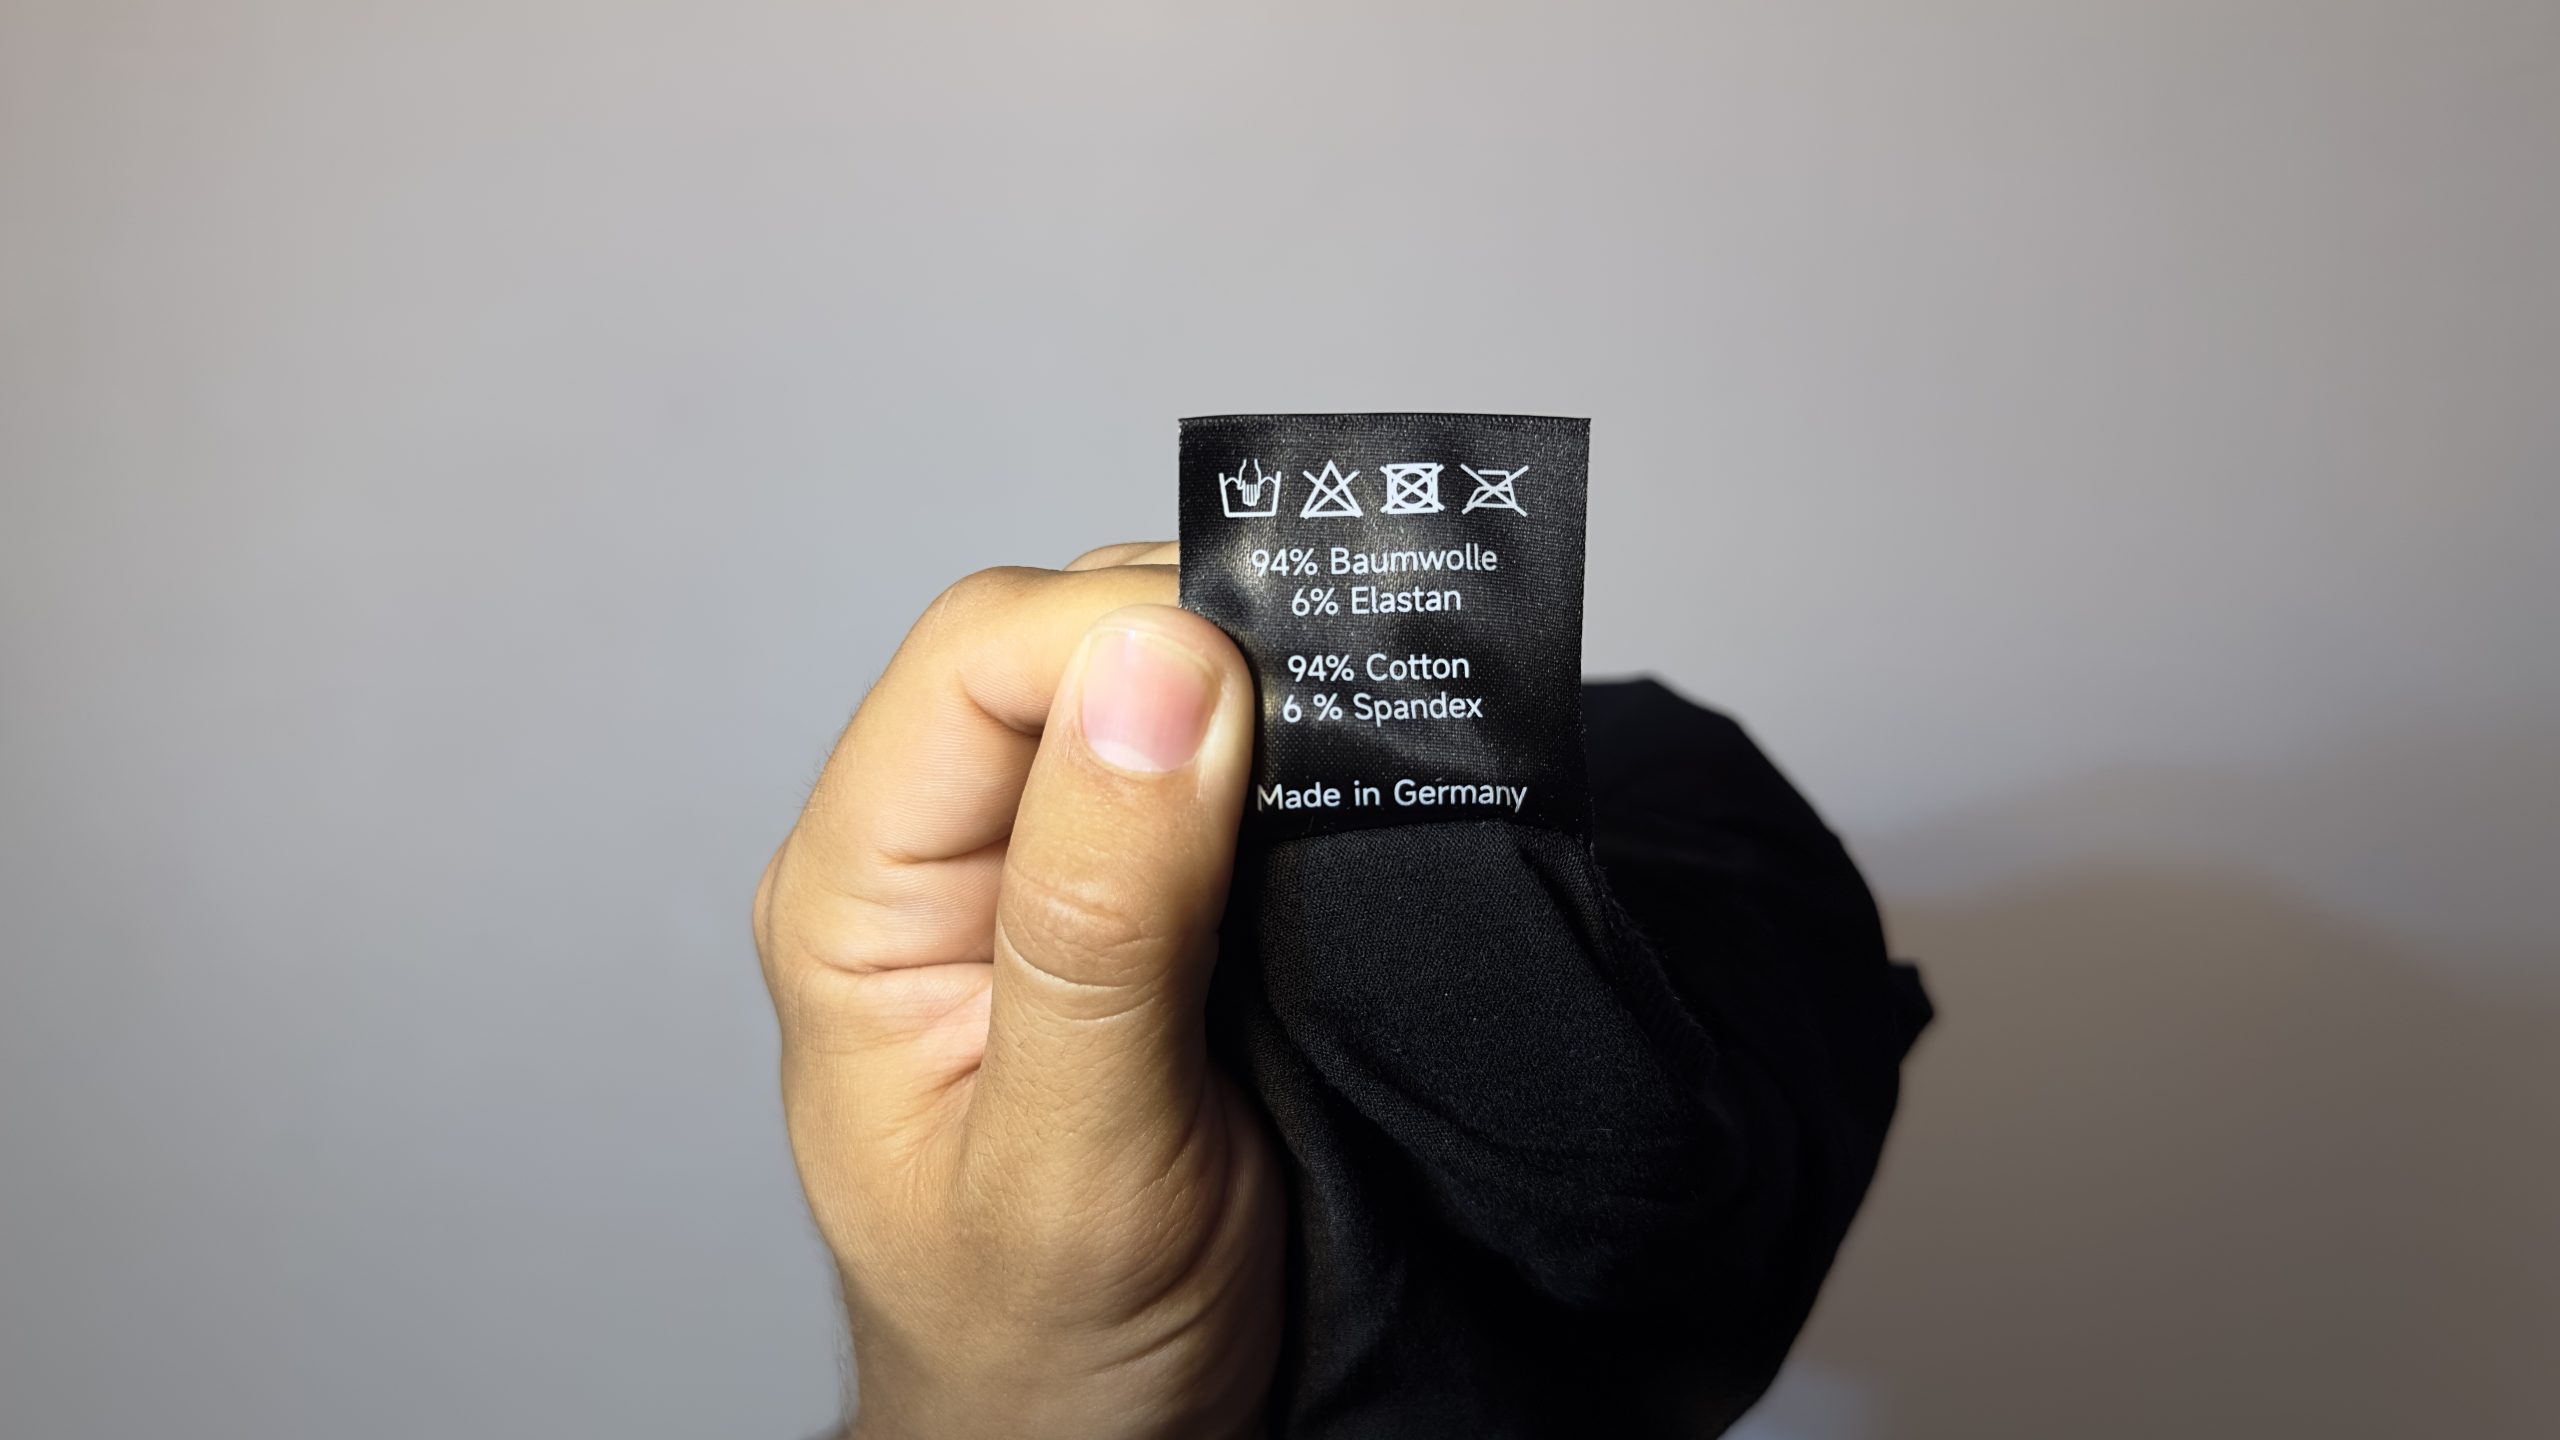 94% Baumwolle
6% Elastan
94% Cotton
6 % Spandex
Made in Germany